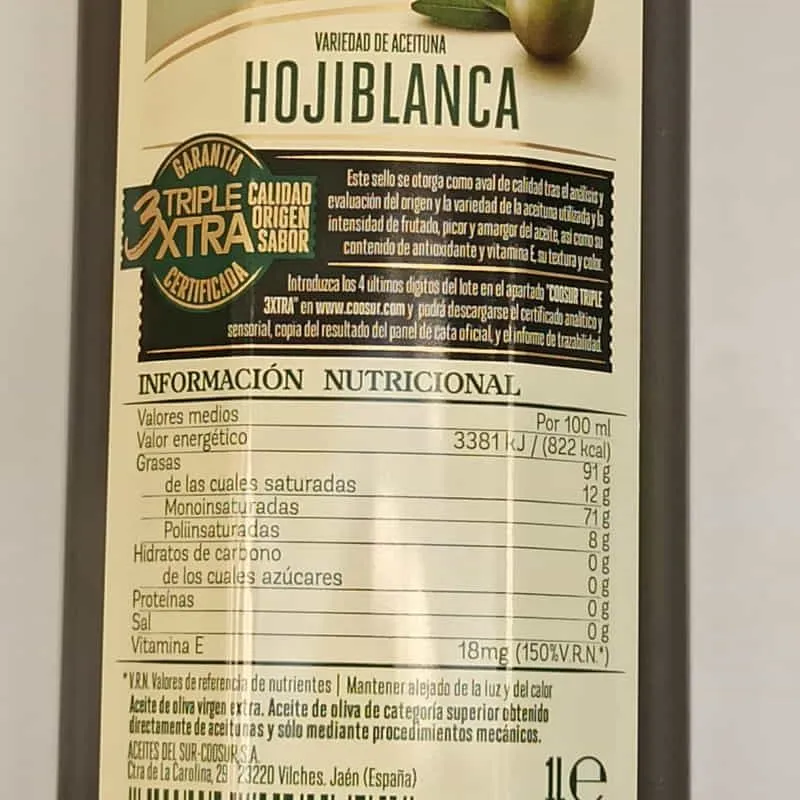 VARIEDAD DE ACEITUNA
HOJIBLANCA
GARANTIA
3 TRIPLE
XTRA
CALIDAD
ORIGEN
SABOR
CERTIFICADA
Este sello se otorga como aval de calidad tras el análisis y
evaluación del origen y la variedad de la aceituna utilizada y la
intensidad de frutado, picor y amargor del aceite, así como su
contenido de antioxidante y vitamina E, su textura y color.
Introduzca los 4 últimos dígitos del lote en el apartado "COOSUR TRIPLE
3XTRA" en www.coosur.com y podrá descargarse el certificado analítico y
sensorial, copia del resultado del panel de cata oficial, y el informe de trazabilidad.
INFORMACIÓN NUTRICIONAL
Valores medios Por 100 ml
Valor energético 3381 kJ / (822 kcal)
Grasas 91 g
de las cuales saturadas 12 g
Monoinsaturadas 71 g
Poliinsaturadas 8 g
Hidratos de carbono 0 g
de los cuales azúcares 0 g
Proteínas 0 g
Sal 0 g
Vitamina E 18mg (150%V.R.N.*)
*V.R.N. Valores de referencia de nutrientes | Mantener alejado de la luz y del calor
Aceite de oliva virgen extra. Aceite de oliva de categoría superior obtenido
directamente de aceitunas y sólo mediante procedimientos mecánicos.
ACEITES DEL SUR-COOSUR, S.A.
Ctra de La Carolina, 29 23220 Vilches. Jaén (España)
1l e